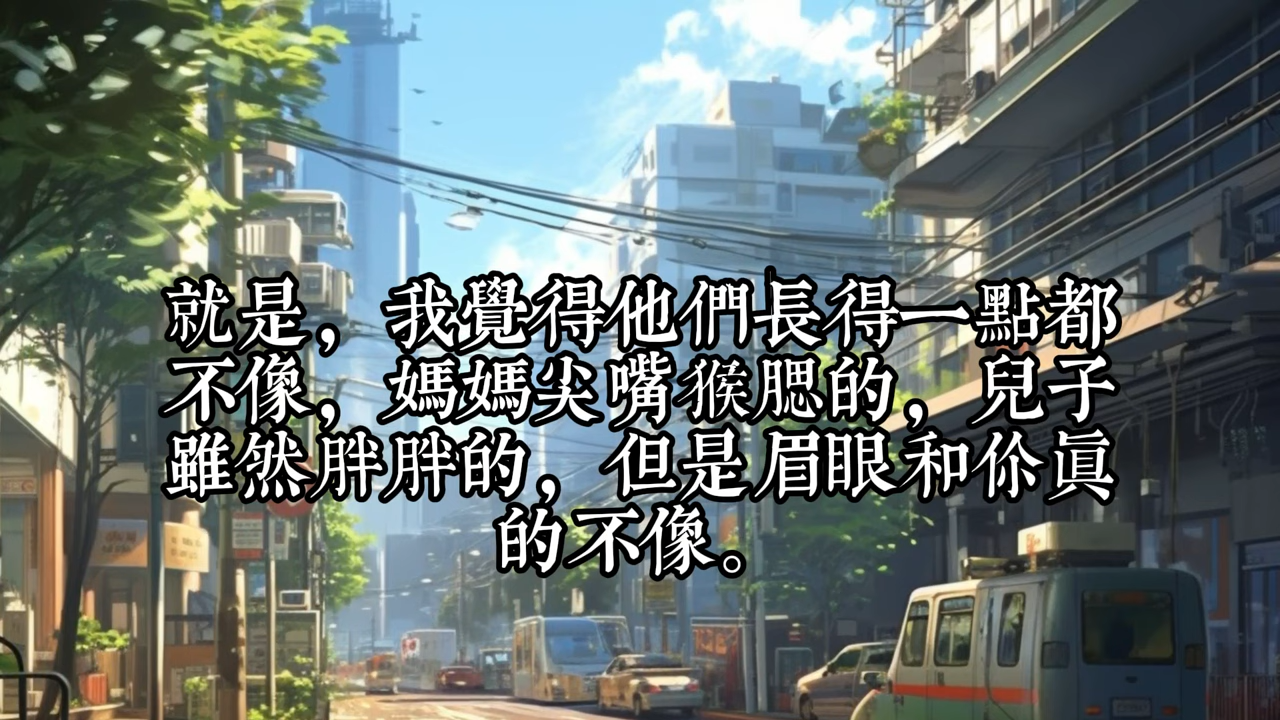 就是，我覺得他們長得一點都
不像，媽媽尖嘴猴腮的，兒子
雖然胖胖的，但是眉眼和你眞
的不像。